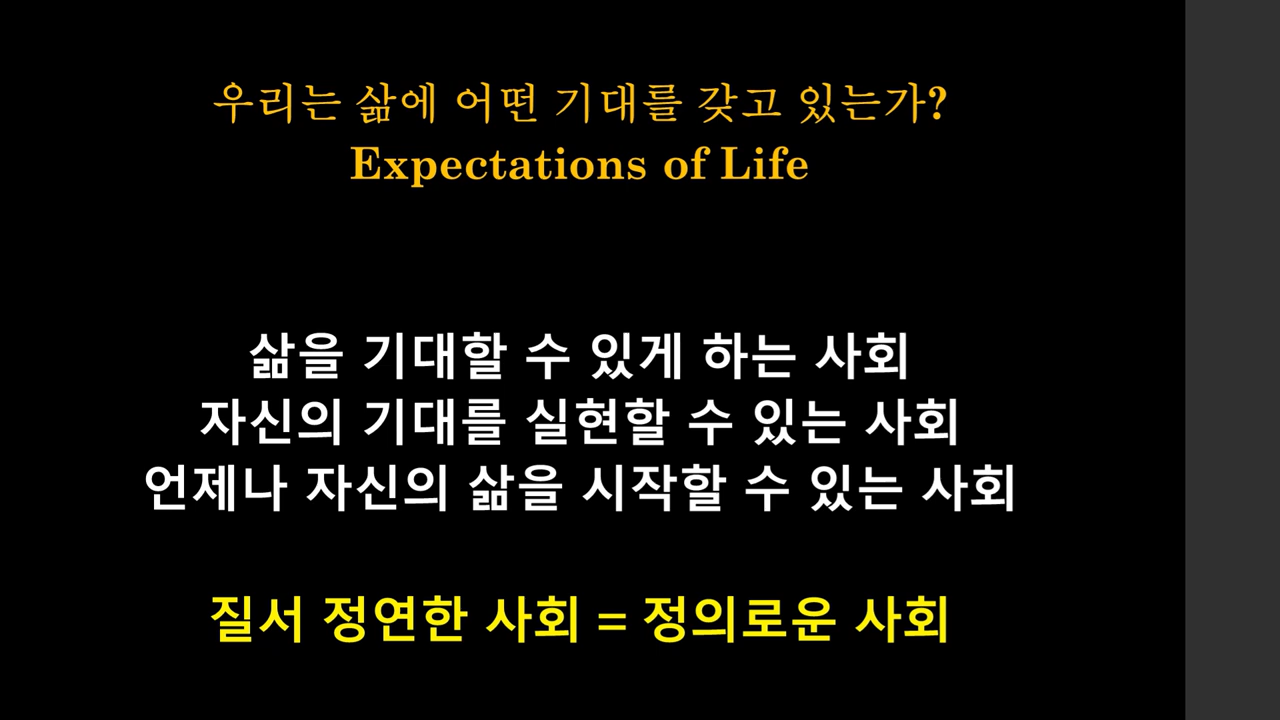 우리는 삶에 어떤 기대를 갖고 있는가?
Expectations of Life
삶을 기대할 수 있게 하는 사회
자신의 기대를 실현할 수 있는 사회
언제나 자신의 삶을 시작할 수 있는 사회
질서 정연한 사회 = 정의로운 사회